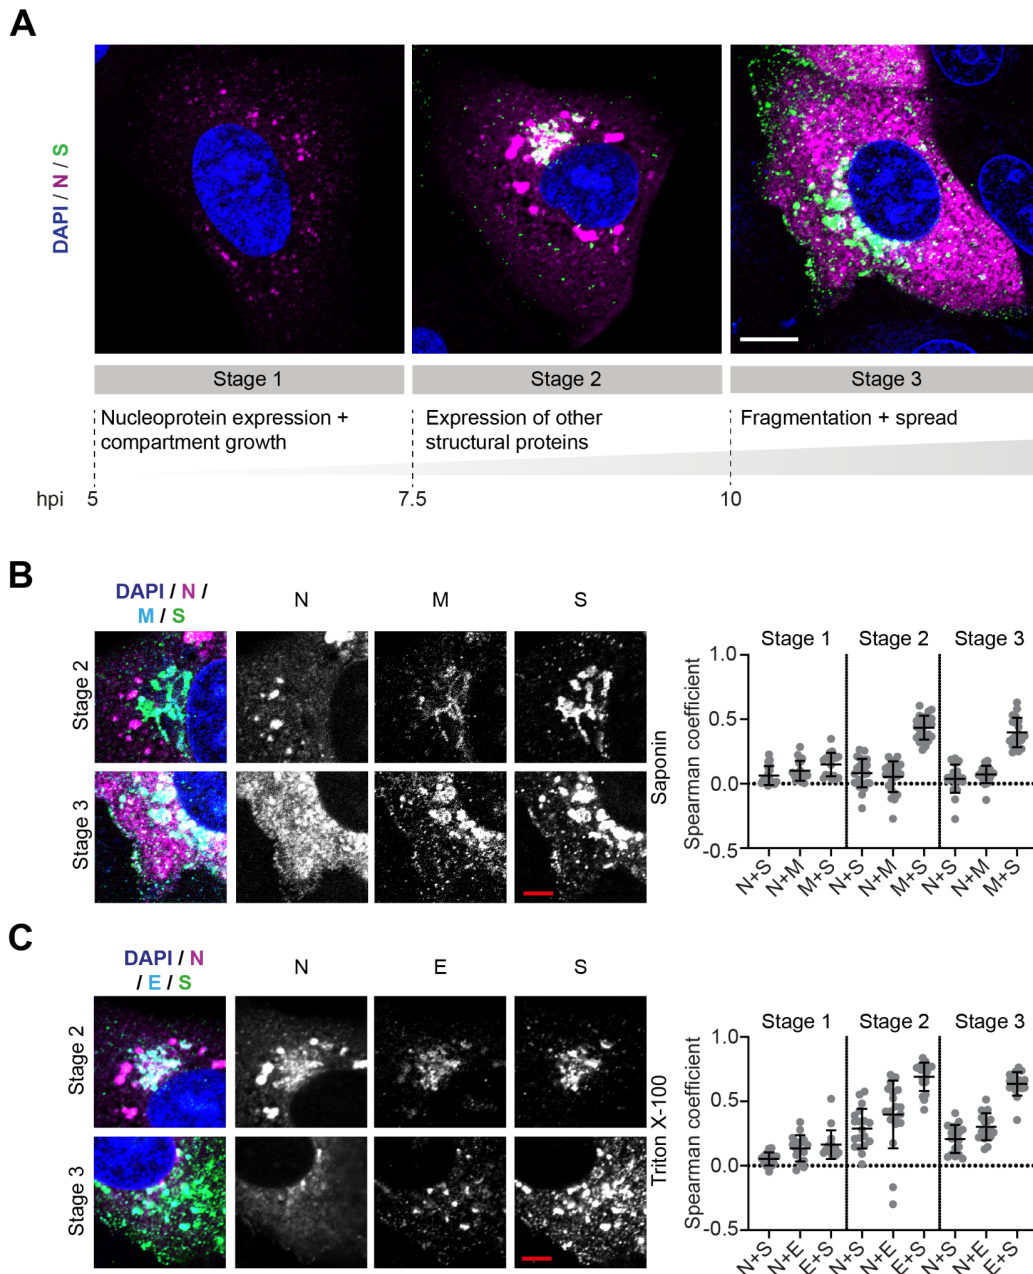 A
DAPI / N / S
Stage 1
Stage 2
Stage 3
Nucleoprotein expression +
compartment growth
Expression of other
structural proteins
Fragmentation + spread
hpi
5
7.5
10
B
DAPI / N /
M / S
N
M
S
Stage 2
Stage 3
Saponin
Stage 1
Stage 2
Stage 3
Spearman coefficient
1.0
0.5
0.0
-0.5
N+S
N+M
M+S
N+S
N+M
M+S
N+S
N+M
M+S
C
DAPI / N
/ E / S
N
E
S
Stage 2
Stage 3
Triton X-100
Stage 1
Stage 2
Stage 3
Spearman coefficient
1.0
0.5
0.0
-0.5
N+S
N+E
E+S
N+S
N+E
E+S
N+S
N+E
E+S